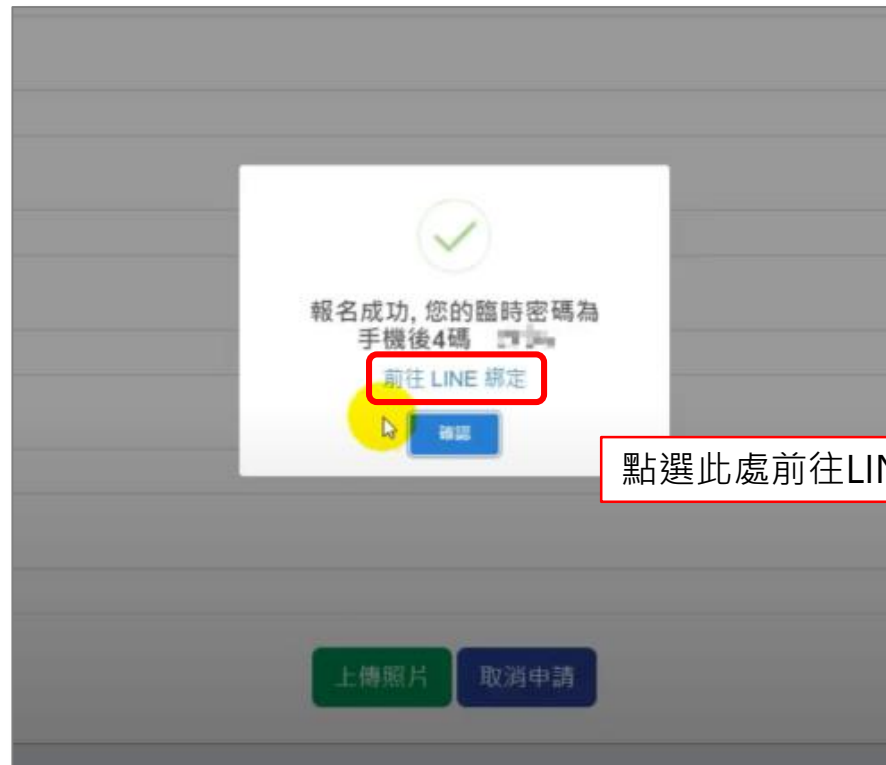 報名成功, 您的臨時密碼為
手機後4碼
前往 LINE 綁定
確認
點選此處前往LIN
上傳照片
取消申請